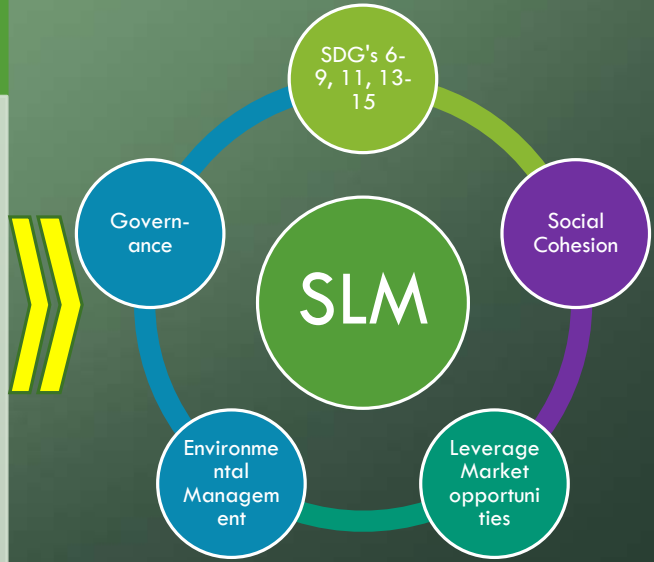 SDG's 6-
9, 11, 13-
15
Govern-
ance
Social
Cohesion
SLM
Environme
ntal
Managem
ent
Leverage
Market
opportuni
ties